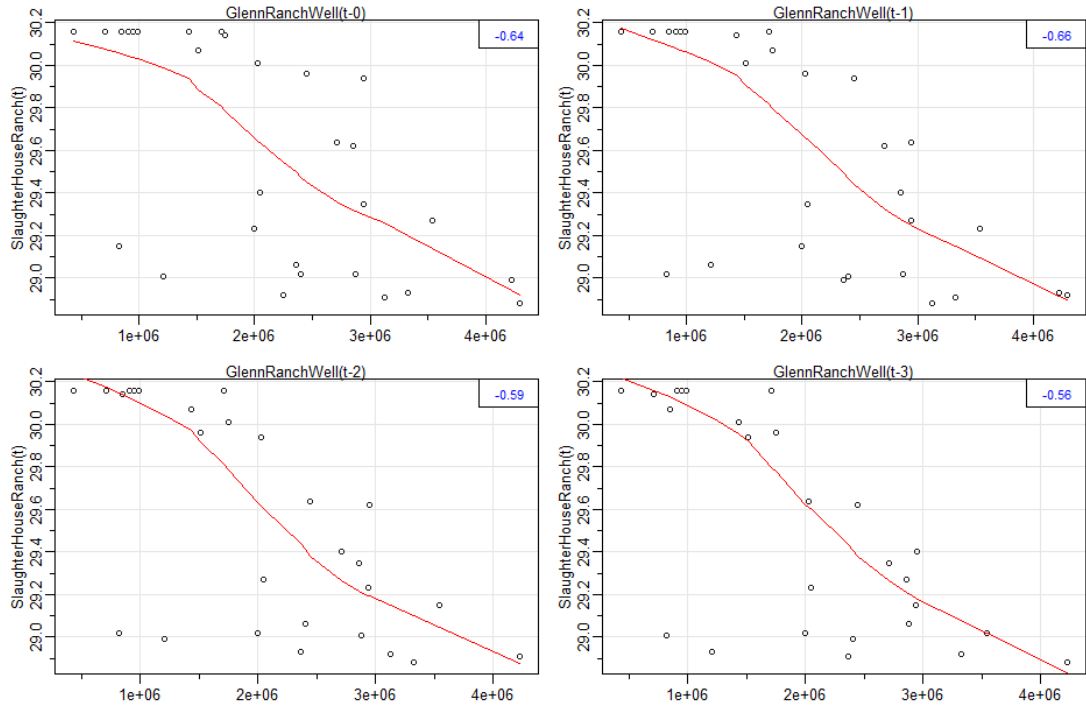 GlennRanchWell(t-0)
-0.64
SlaughterHouseRanch(t)
30.2
30.0
29.8
29.6
29.4
29.2
29.0
1e+06 2e+06 3e+06 4e+06
GlennRanchWell(t-1)
-0.66
SlaughterHouseRanch(t)
30.2
30.0
29.8
29.6
29.4
29.2
29.0
1e+06 2e+06 3e+06 4e+06
GlennRanchWell(t-2)
-0.59
SlaughterHouseRanch(t)
30.2
30.0
29.8
29.6
29.4
29.2
29.0
1e+06 2e+06 3e+06 4e+06
GlennRanchWell(t-3)
-0.56
SlaughterHouseRanch(t)
30.2
30.0
29.8
29.6
29.4
29.2
29.0
1e+06 2e+06 3e+06 4e+06